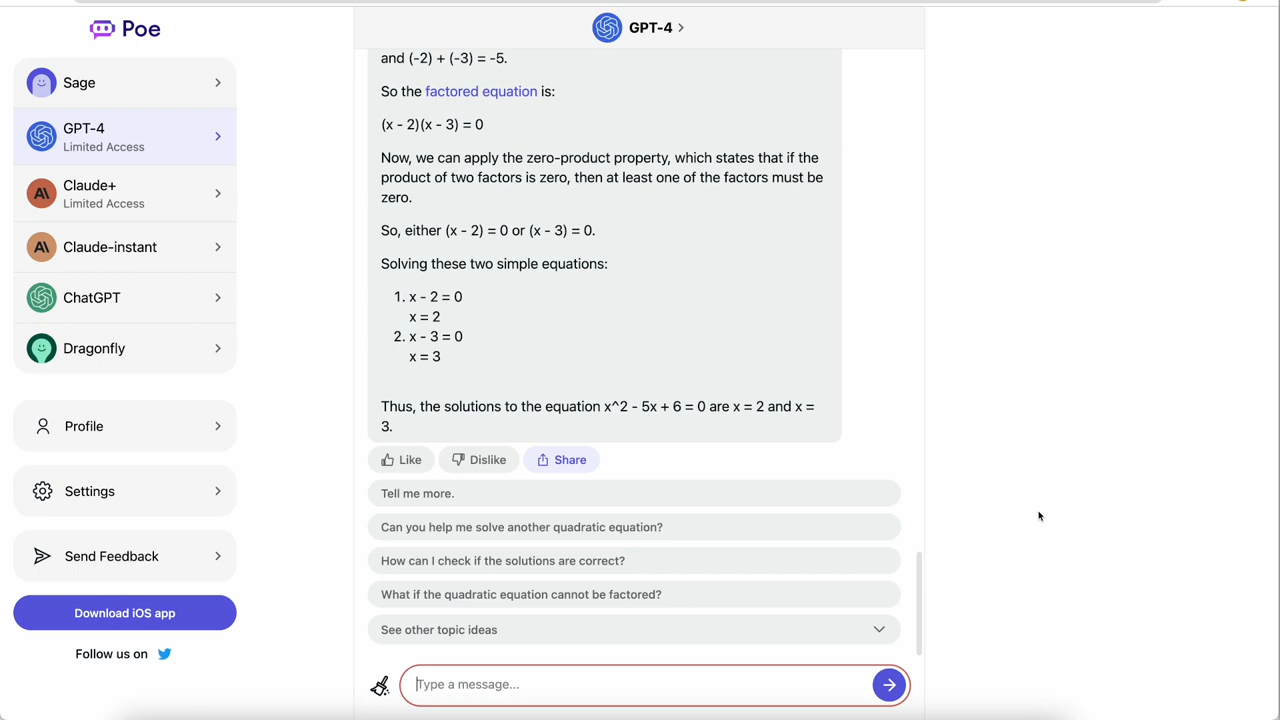 Poe
Sage
GPT-4
Limited Access
Claude+
Limited Access
Claude-instant
ChatGPT
Dragonfly
Profile
Settings
Send Feedback
Download iOS app
Follow us on
GPT-4
and (-2) + (-3) = -5.
So the factored equation is:
(x - 2)(x - 3) = 0
Now, we can apply the zero-product property, which states that if the
product of two factors is zero, then at least one of the factors must be
zero.
So, either (x - 2) = 0 or (x - 3) = 0.
Solving these two simple equations:
1. x - 2 = 0
x = 2
2. x - 3 = 0
x = 3
Thus, the solutions to the equation x^2 - 5x + 6 = 0 are x = 2 and x =
3.
Like
Dislike
Share
Tell me more.
Can you help me solve another quadratic equation?
How can I check if the solutions are correct?
What if the quadratic equation cannot be factored?
See other topic ideas
Type a message...